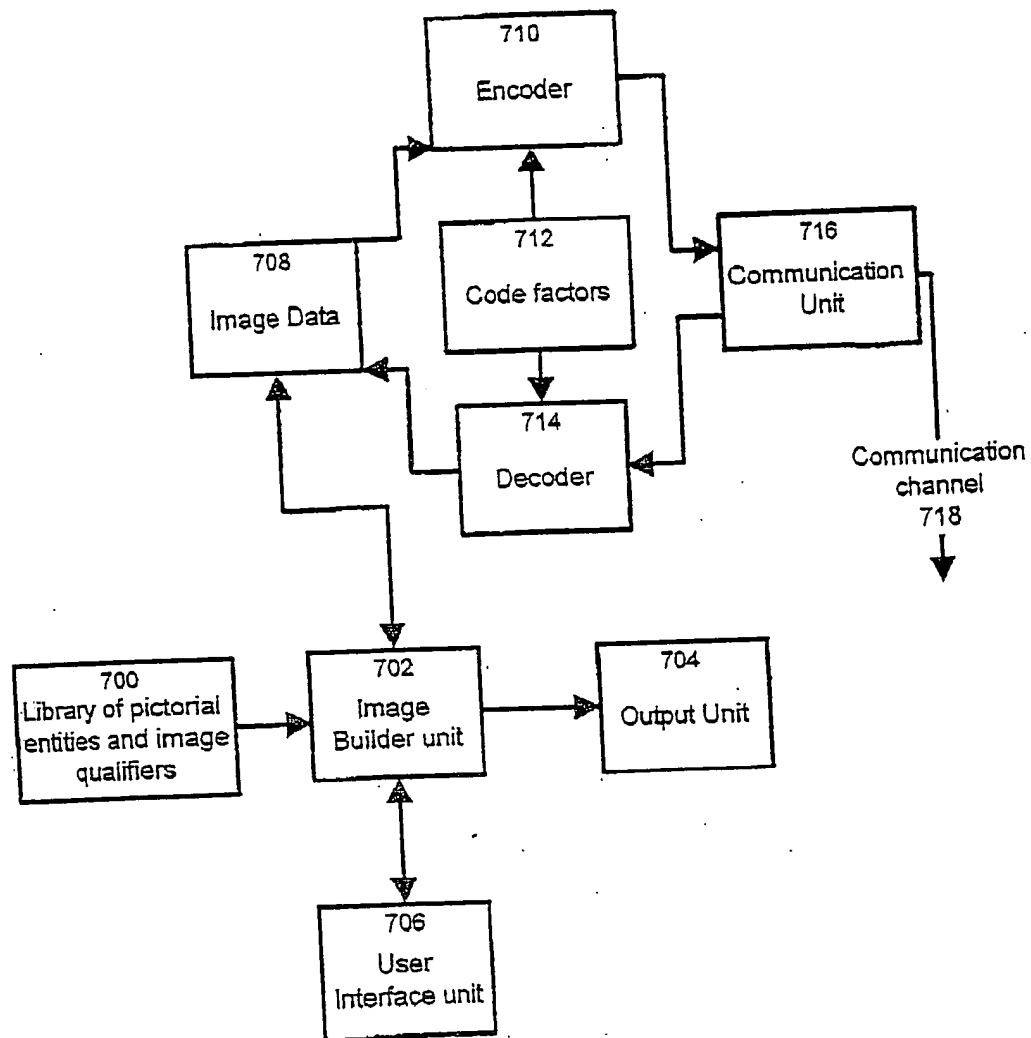 710
Encoder
712
Code factors
716
Communication
Unit
708
Image Data
714
Decoder
Communication
channel
718
700
Library of pictorial
entities and image
qualifiers
702
Image
Builder unit
704
Output Unit
706
User
Interface unit